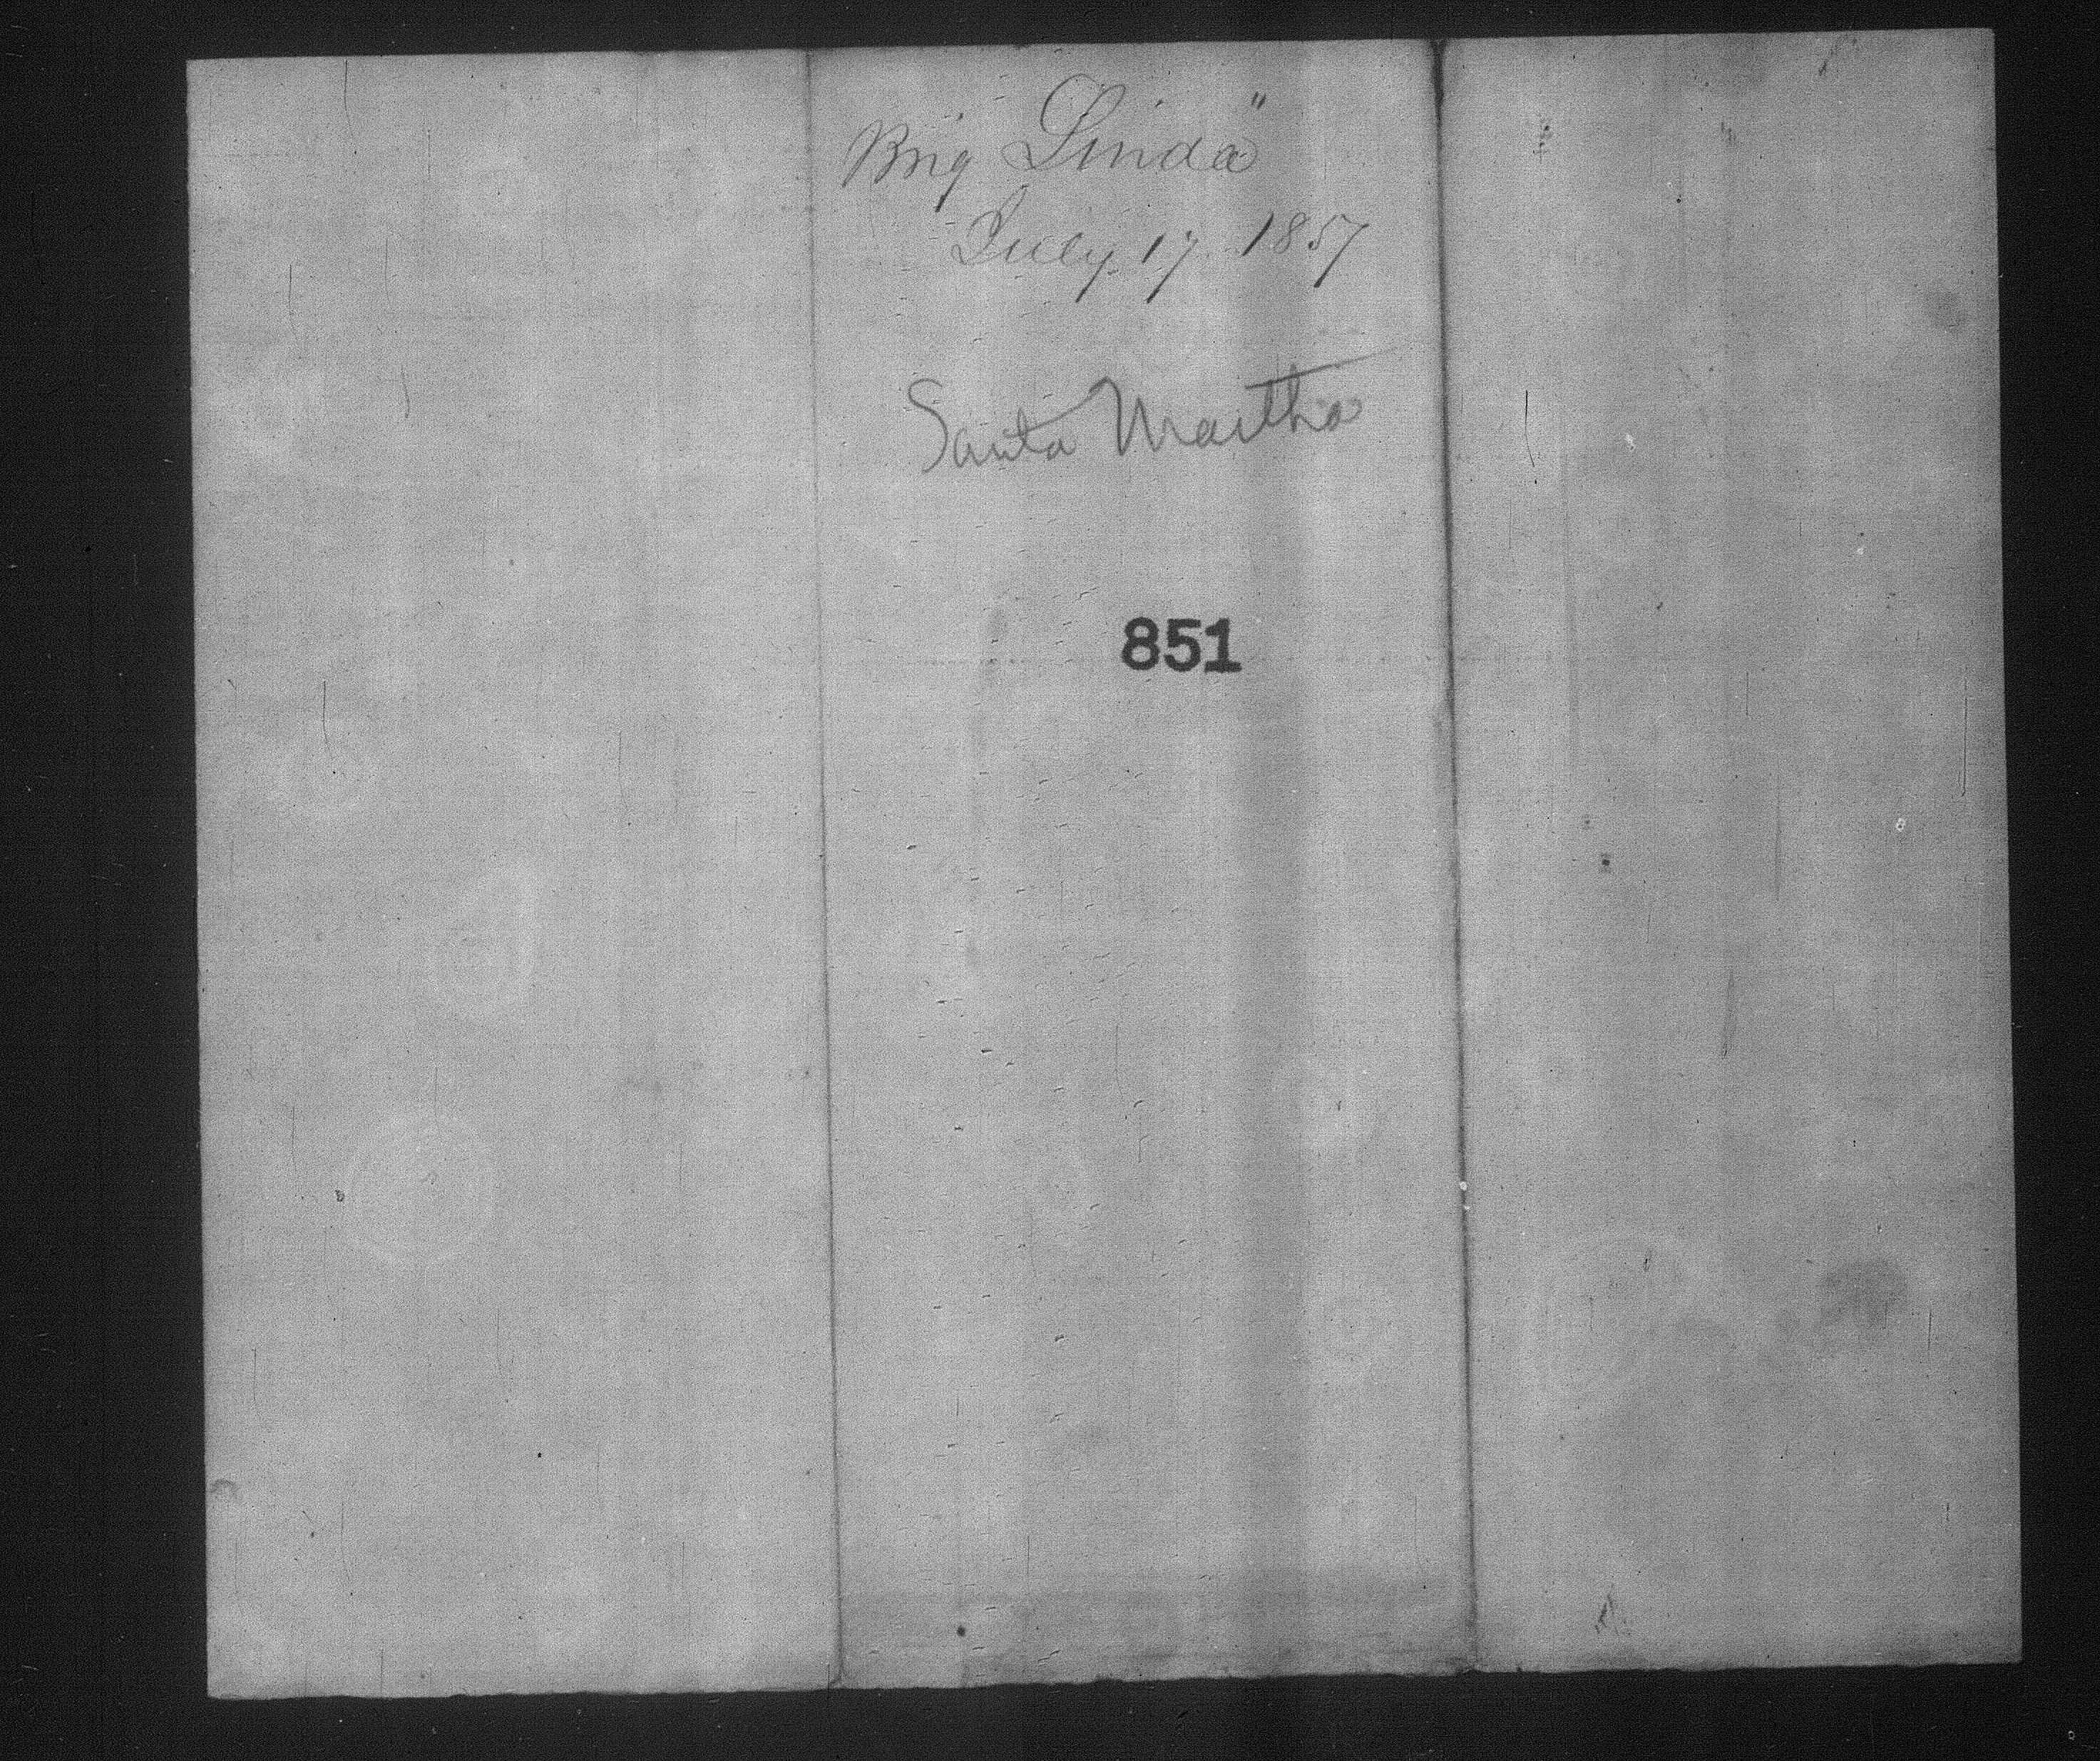 Brig Linda"
July 17 1857
Santa Martha
851